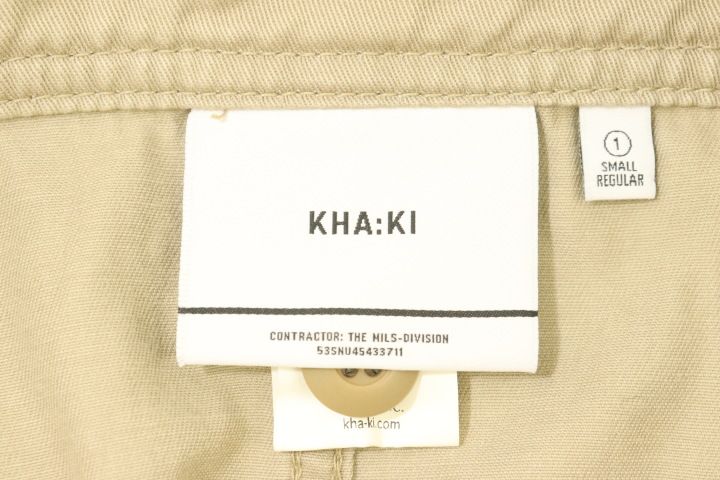 KHA:KI
CONTRACTOR: THE MILS-DIVISION
53SNU45433711
1
SMALL
REGULAR
kha-ki.com